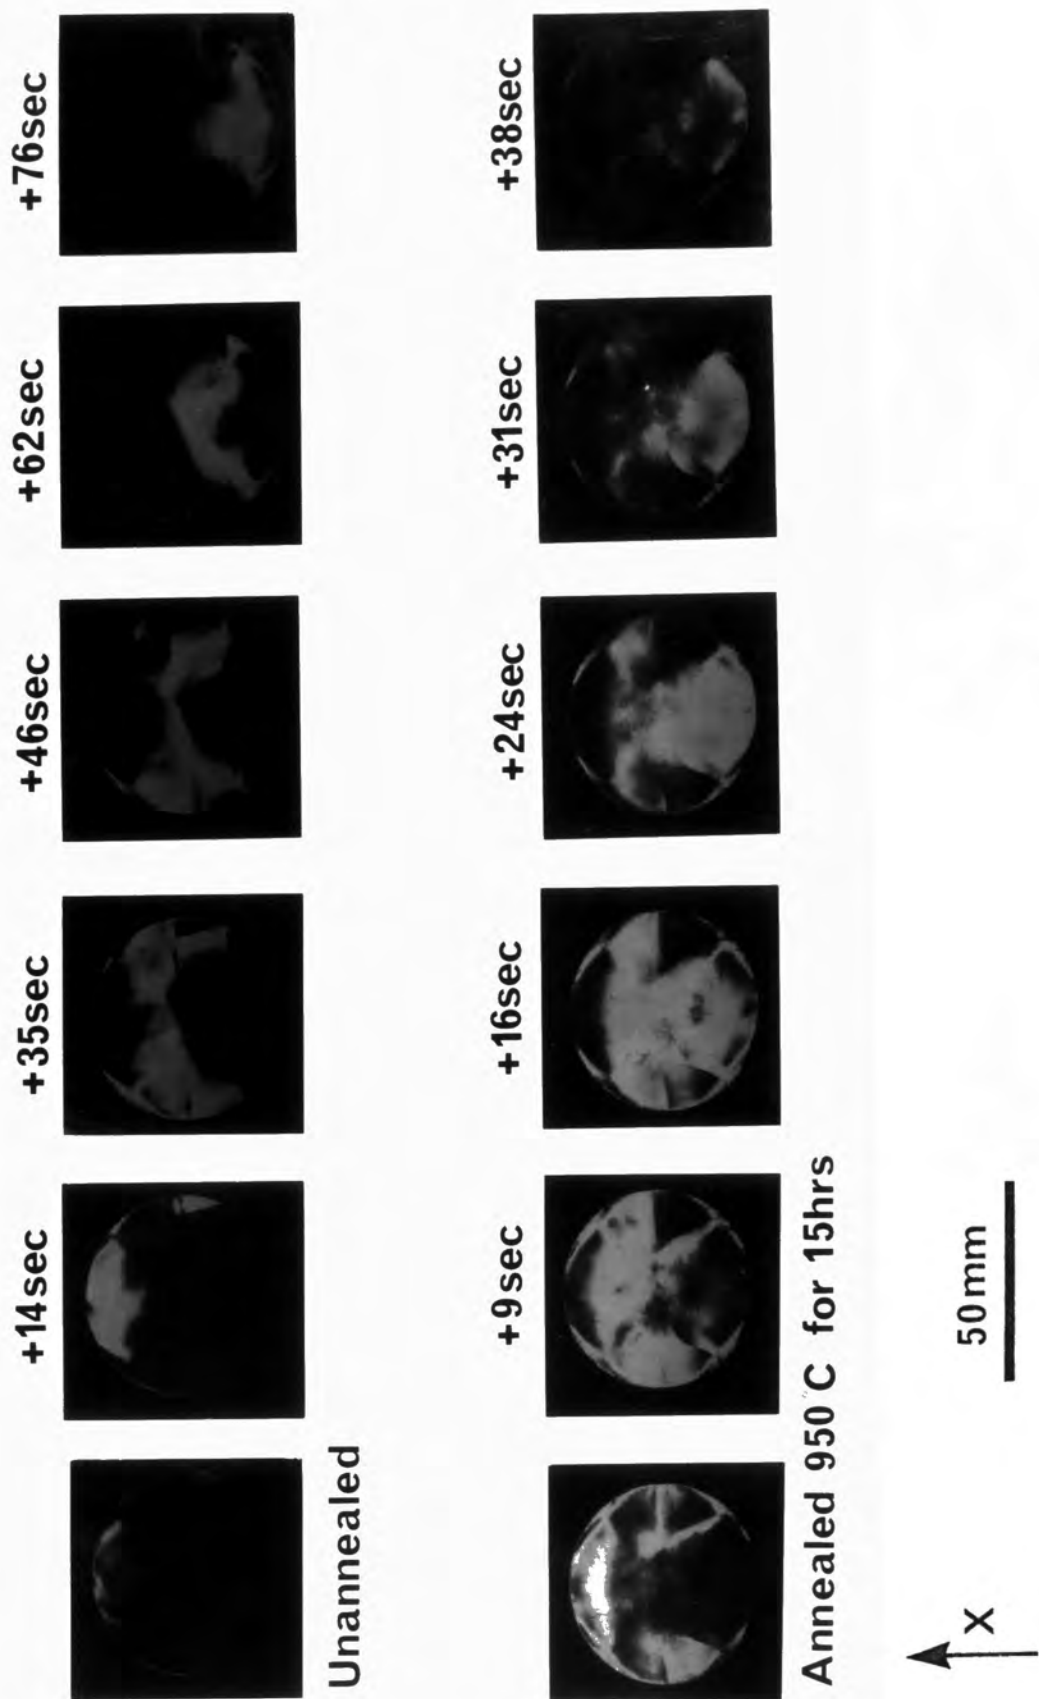 +14sec +35sec +46sec +62sec +76sec
Unannealed
+9sec +16sec +24sec +31sec +38sec
Annealed 950°C for 15hrs
X
50mm